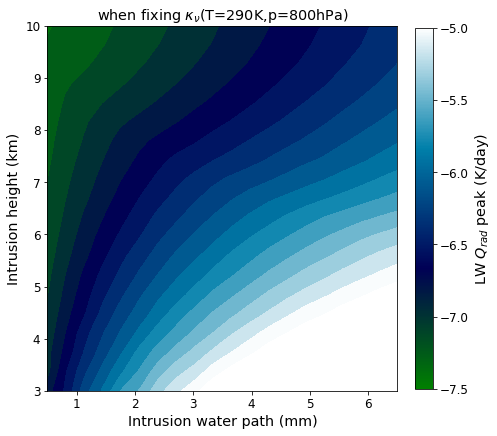 when fixing κν(T=290K,p=800hPa)
10
9
8
7
6
5
4
3
Intrusion height (km)
1 2 3 4 5 6
Intrusion water path (mm)
−5.0
−5.5
−6.0
−6.5
−7.0
−7.5
LW Qrad peak (K/day)